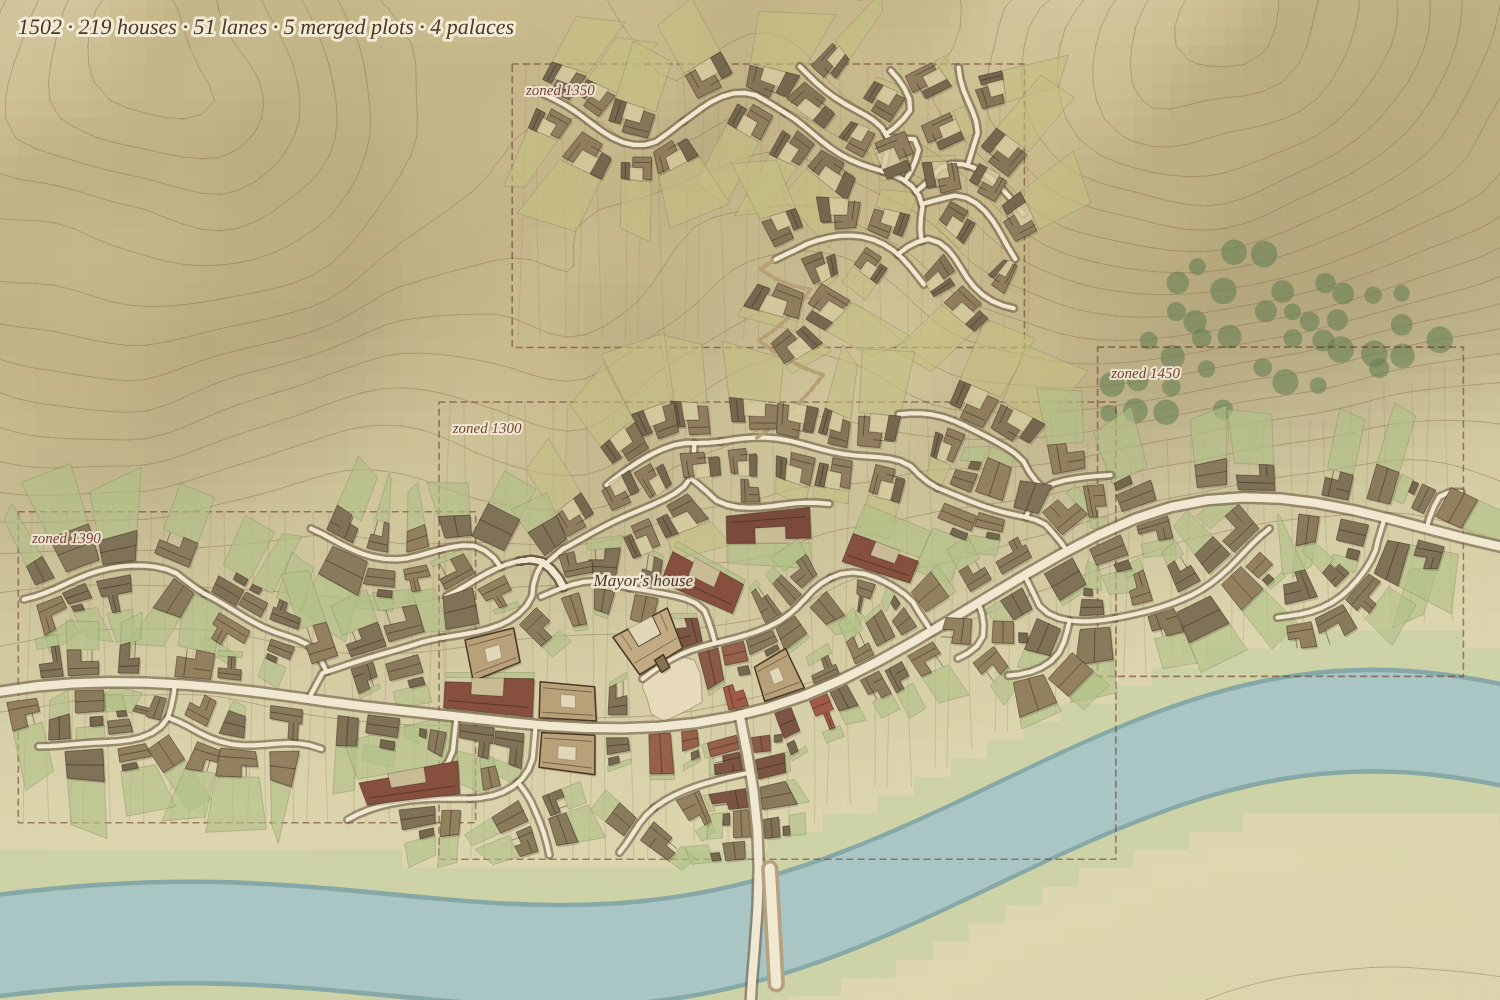 1502 · 219 houses · 51 lanes · 5 merged plots · 4 palaces
zoned 1350
zoned 1450
zoned 1300
zoned 1390
Mayor's house